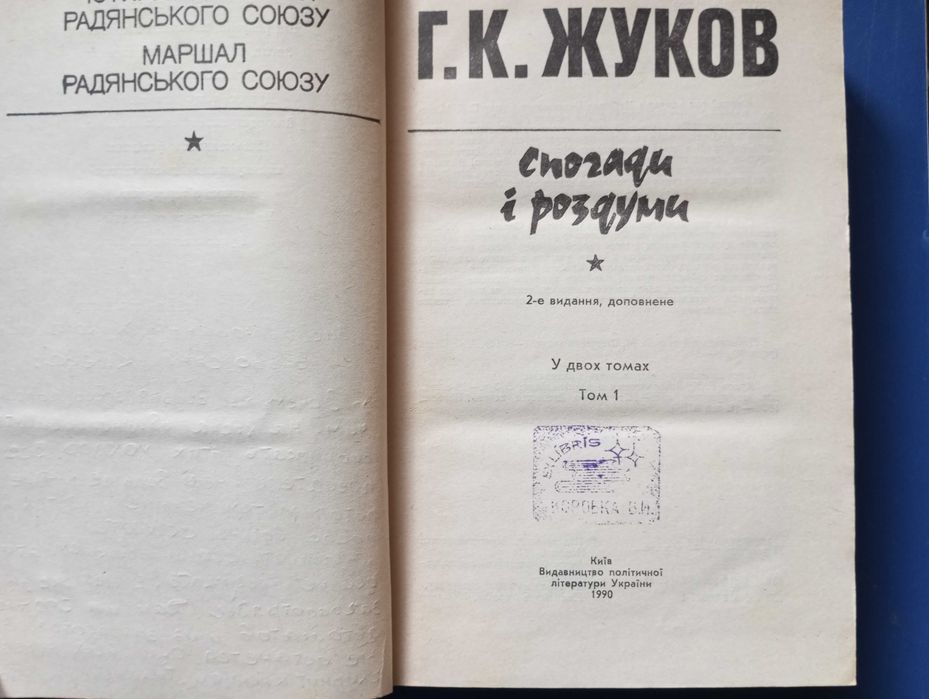 РАДЯНСЬКОГО СОЮЗУ
МАРШАЛ
РАДЯНСЬКОГО СОЮЗУ
Г.К. ЖУКОВ
Спогади
і роздуми
2-е видання, доповнене
У двох томах
Том 1
EX LIBRIS
Київ
Видавництво політичної
літератури України
1990